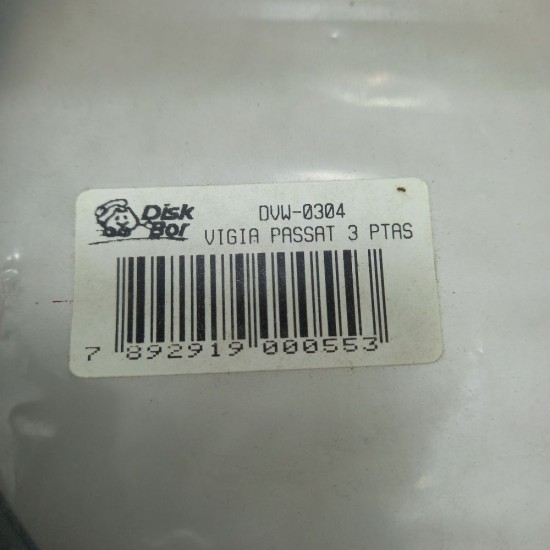 Disk
Bor
DVW-0304
VIGIA PASSAT 3 PTAS
7 892919 000553